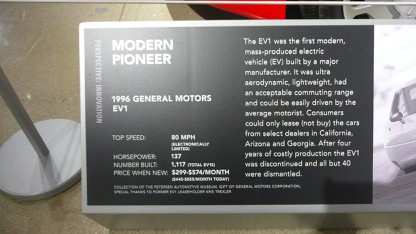 PERSPECTIVE: INNOVATION
MODERN
PIONEER
1996 GENERAL MOTORS
EV1
TOP SPEED: 80 MPH
(ELECTRONICALLY
LIMITED)
HORSEPOWER: 137
NUMBER BUILT: 1,117 (TOTAL EV1S)
PRICE WHEN NEW: $299-$574/MONTH
($445-$855/MONTH TODAY)
COLLECTION OF THE PETERSEN AUTOMOTIVE MUSEUM, GIFT OF GENERAL MOTORS CORPORATION.
SPECIAL THANKS TO FORMER EV1 LEASEHOLDER KRIS TREXLER
The EV1 was the first modern,
mass-produced electric
vehicle (EV) built by a major
manufacturer. It was ultra
aerodynamic, lightweight, had
an acceptable commuting range
and could be easily driven by the
average motorist. Consumers
could only lease (not buy) the cars
from select dealers in California,
Arizona and Georgia. After four
years of costly production the EV1
was discontinued and all but 40
were dismantled.